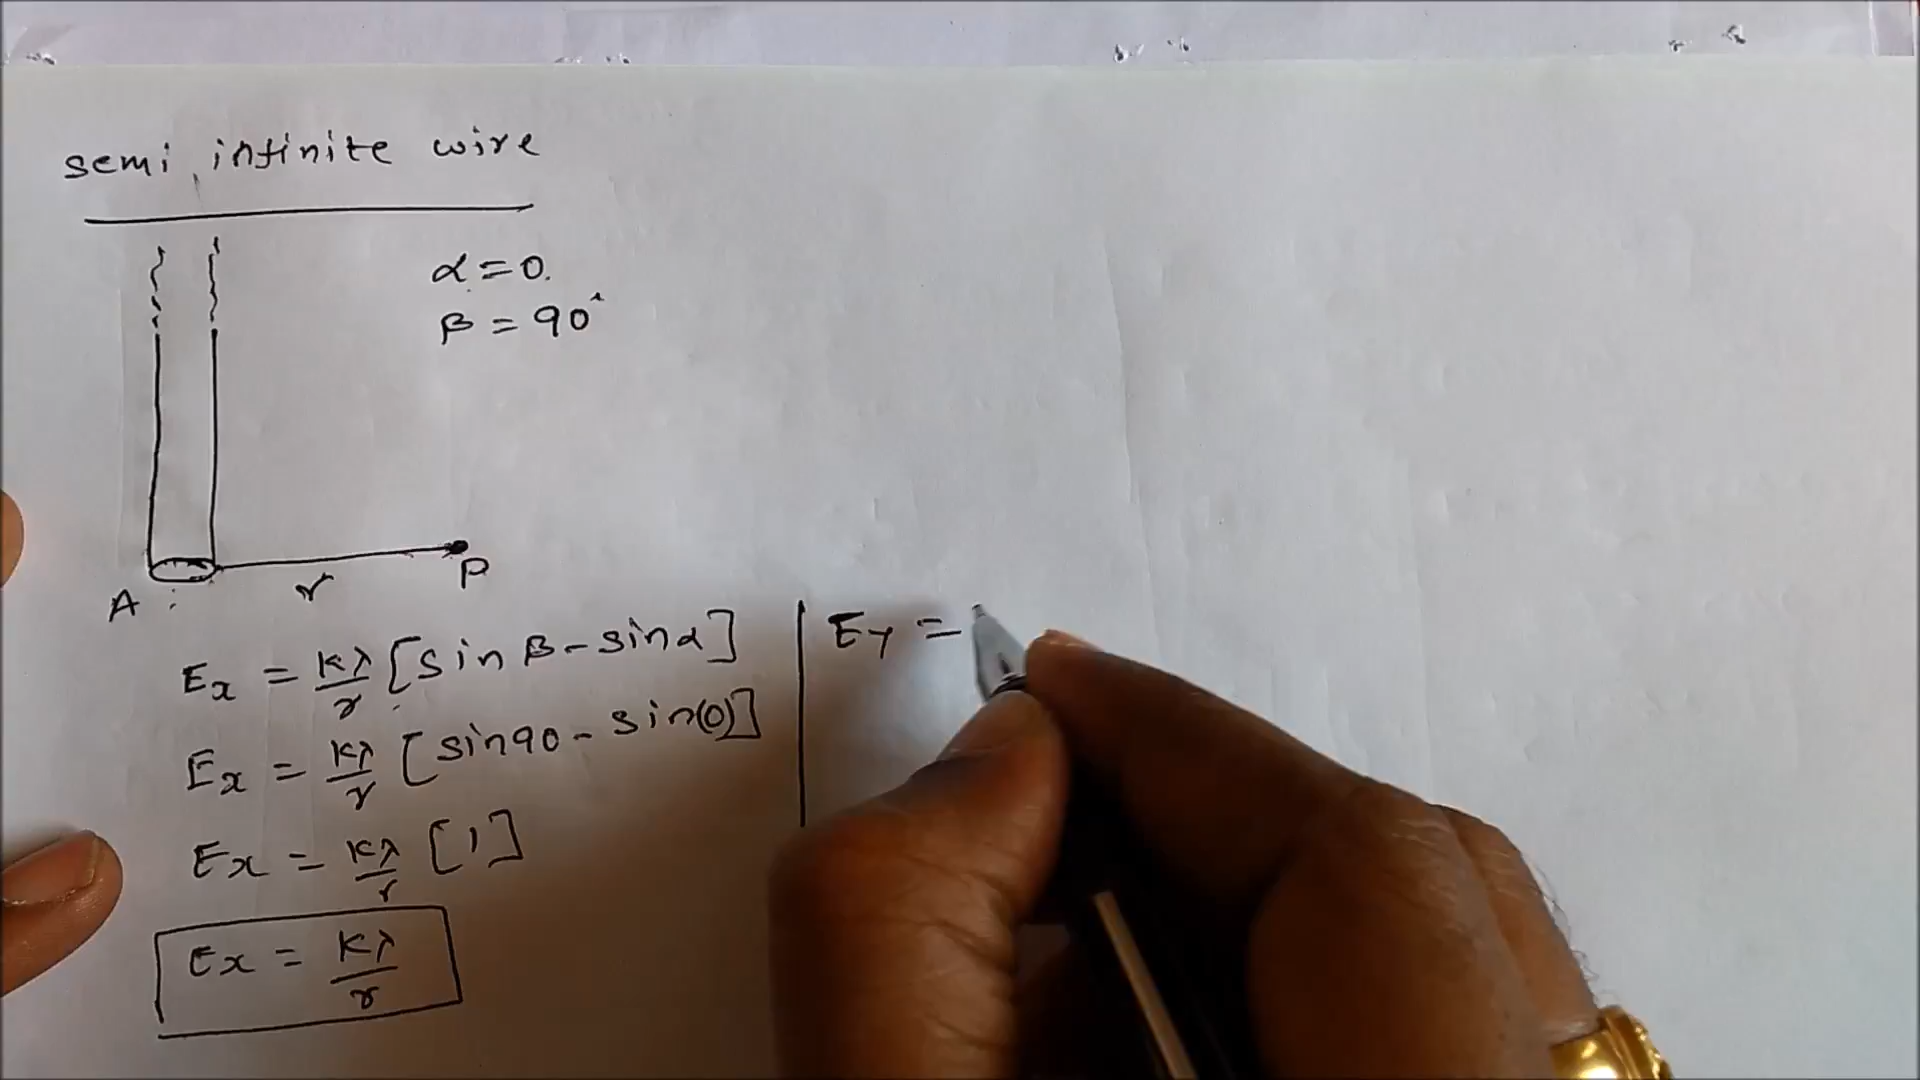 semi infinite wire
α = 0.
β = 90°
P
A
r
Ex = Kλ/r [sin β - sin α]
Ex = Kλ/r [sin 90 - sin(0)]
Ex = Kλ/r [1]
Ex = Kλ/r
Ey =